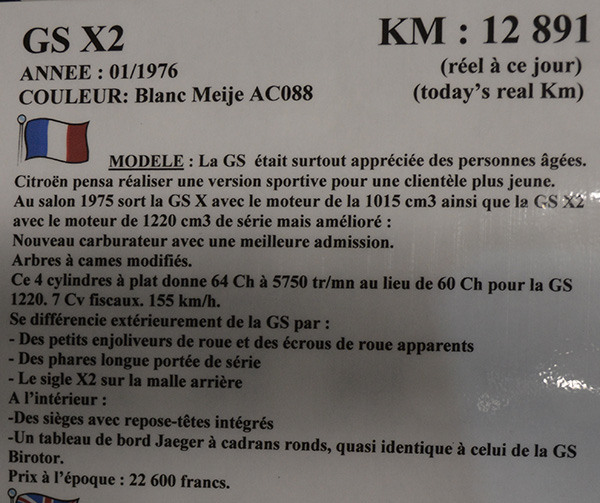 GS X2
KM : 12 891
ANNEE : 01/1976
(réel à ce jour)
COULEUR: Blanc Meije AC088
(today's real Km)
MODELE : La GS était surtout appréciée des personnes âgées.
Citroën pensa réaliser une version sportive pour une clientèle plus jeune.
Au salon 1975 sort la GS X avec le moteur de la 1015 cm3 ainsi que la GS X2
avec le moteur de 1220 cm3 de série mais amélioré :
Nouveau carburateur avec une meilleure admission.
Arbres à cames modifiés.
Ce 4 cylindres à plat donne 64 Ch à 5750 tr/mn au lieu de 60 Ch pour la GS
1220. 7 Cv fiscaux. 155 km/h.
Se différencie extérieurement de la GS par :
- Des petits enjoliveurs de roue et des écrous de roue apparents
- Des phares longue portée de série
- Le sigle X2 sur la malle arrière
A l'intérieur :
-Des sièges avec repose-têtes intégrés
-Un tableau de bord Jaeger à cadrans ronds, quasi identique à celui de la GS
Birotor.
Prix à l'époque : 22 600 francs.